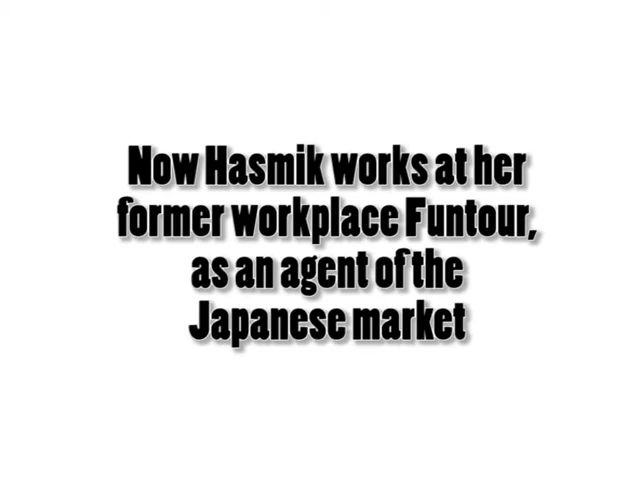 Now Hasmik works at her
former workplace Funtour,
as an agent of the
Japanese market